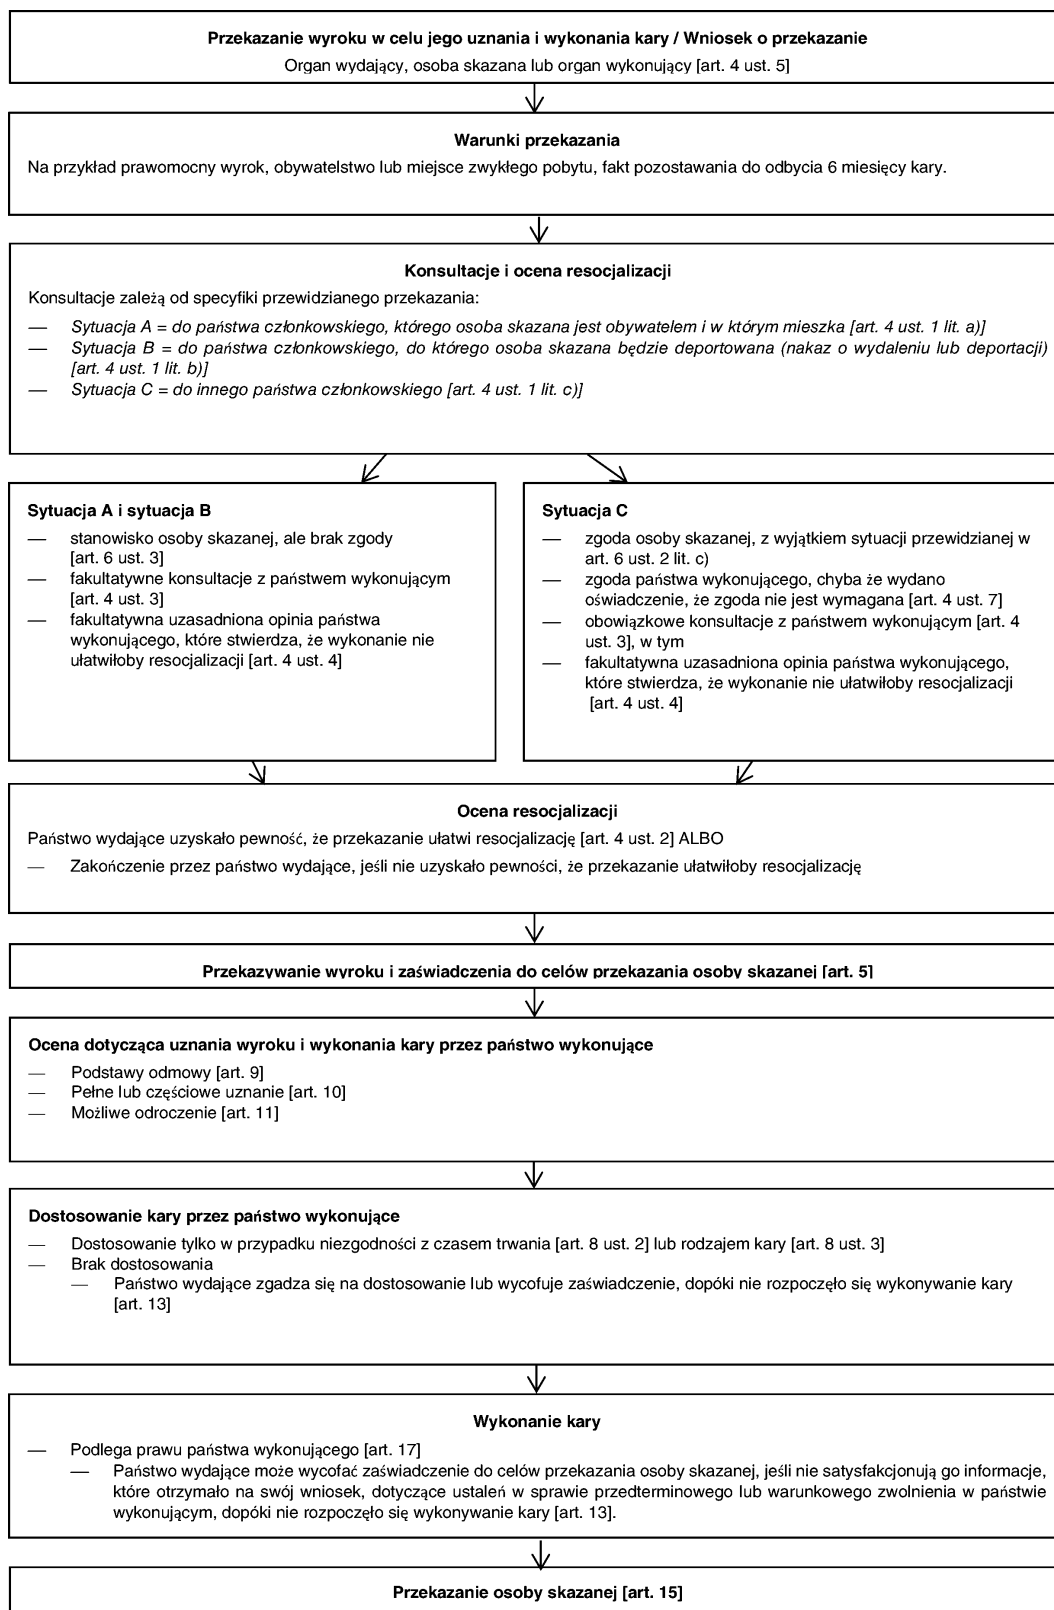 Przekazanie wyroku w celu jego uznania i wykonania kary / Wniosek o przekazanie
Organ wydający, osoba skazana lub organ wykonujący [art. 4 ust. 5]
Warunki przekazania
Na przykład prawomocny wyrok, obywatelstwo lub miejsce zwykłego pobytu, fakt pozostawania do odbycia 6 miesięcy kary.
Konsultacje i ocena resocjalizacji
Konsultacje zależą od specyfiki przewidzianego przekazania:
— Sytuacja A = do państwa członkowskiego, którego osoba skazana jest obywatelem i w którym mieszka [art. 4 ust. 1 lit. a)]
— Sytuacja B = do państwa członkowskiego, do którego osoba skazana będzie deportowana (nakaz o wydaleniu lub deportacji)
[art. 4 ust. 1 lit. b)]
— Sytuacja C = do innego państwa członkowskiego [art. 4 ust. 1 lit. c)]
Sytuacja A i sytuacja B
— stanowisko osoby skazanej, ale brak zgody
[art. 6 ust. 3]
— fakultatywne konsultacje z państwem wykonującym
[art. 4 ust. 3]
— fakultatywna uzasadniona opinia państwa
wykonującego, które stwierdza, że wykonanie nie
ułatwiłoby resocjalizacji [art. 4 ust. 4]
Sytuacja C
— zgoda osoby skazanej, z wyjątkiem sytuacji przewidzianej w
art. 6 ust. 2 lit. c)
— zgoda państwa wykonującego, chyba że wydano
oświadczenie, że zgoda nie jest wymagana [art. 4 ust. 7]
— obowiązkowe konsultacje z państwem wykonującym [art. 4
ust. 3], w tym
— fakultatywna uzasadniona opinia państwa wykonującego,
które stwierdza, że wykonanie nie ułatwiłoby resocjalizacji
[art. 4 ust. 4]
Ocena resocjalizacji
Państwo wydające uzyskało pewność, że przekazanie ułatwi resocjalizację [art. 4 ust. 2] ALBO
— Zakończenie przez państwo wydające, jeśli nie uzyskało pewności, że przekazanie ułatwiłoby resocjalizację
Przekazywanie wyroku i zaświadczenia do celów przekazania osoby skazanej [art. 5]
Ocena dotycząca uznania wyroku i wykonania kary przez państwo wykonujące
— Podstawy odmowy [art. 9]
— Pełne lub częściowe uznanie [art. 10]
— Możliwe odroczenie [art. 11]
Dostosowanie kary przez państwo wykonujące
— Dostosowanie tylko w przypadku niezgodności z czasem trwania [art. 8 ust. 2] lub rodzajem kary [art. 8 ust. 3]
— Brak dostosowania
— Państwo wydające zgadza się na dostosowanie lub wycofuje zaświadczenie, dopóki nie rozpoczęło się wykonywanie kary
[art. 13]
Wykonanie kary
— Podlega prawu państwa wykonującego [art. 17]
— Państwo wydające może wycofać zaświadczenie do celów przekazania osoby skazanej, jeśli nie satysfakcjonują go informacje,
które otrzymało na swój wniosek, dotyczące ustaleń w sprawie przedterminowego lub warunkowego zwolnienia w państwie
wykonującym, dopóki nie rozpoczęło się wykonywanie kary [art. 13].
Przekazanie osoby skazanej [art. 15]